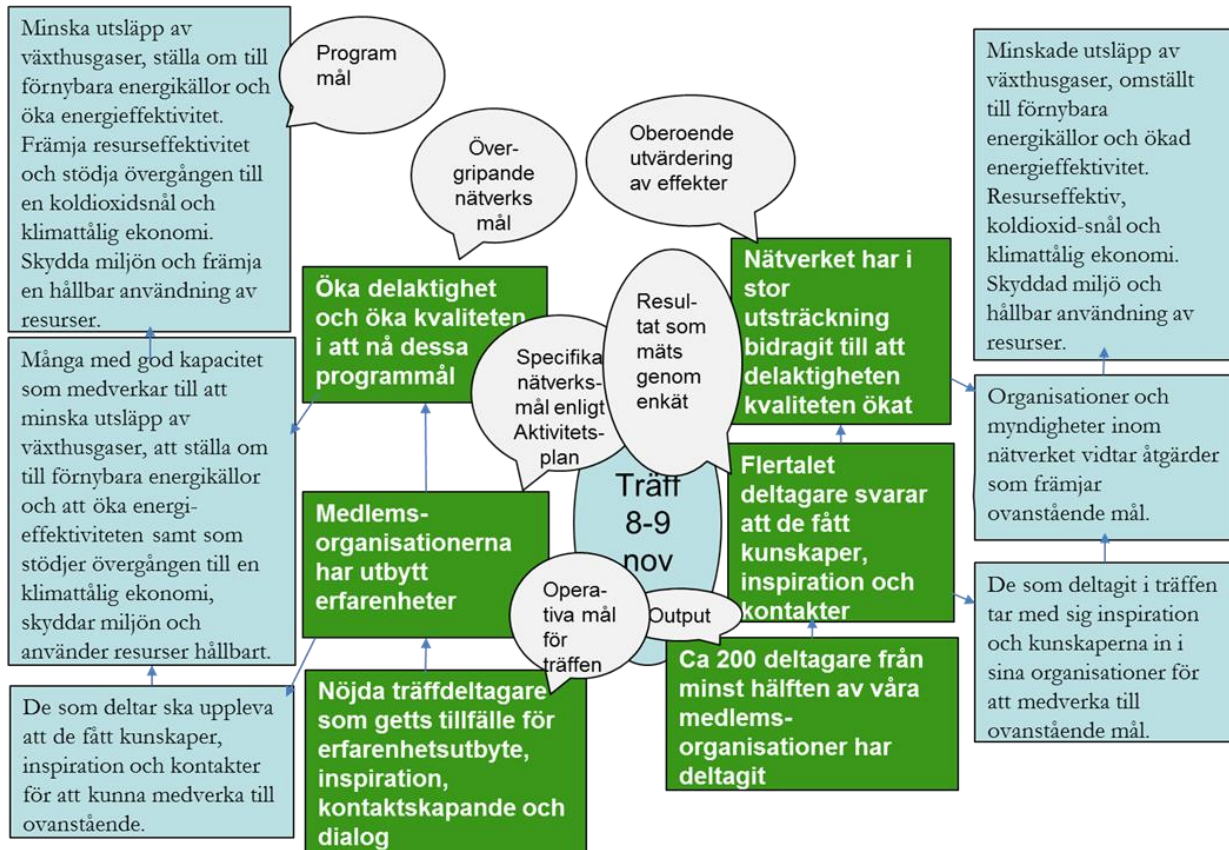 Minska utsläpp av
växthusgaser, ställa om till
förnybara energikällor och
öka energieffektivitet.
Främja resurseffektivitet
och stödja övergången till
en koldioxidsnål och
klimattålig ekonomi.
Skydda miljön och främja
en hållbar användning av
resurser.
Många med god kapacitet
som medverkar till att
minska utsläpp av
växthusgaser, att ställa om
till förnybara energikällor
och att öka energi-
effektiviteten samt som
stödjer övergången till en
klimattålig ekonomi,
skyddar miljön och
använder resurser hållbart.
De som deltar ska uppleva
att de fått kunskaper,
inspiration och kontakter
för att kunna medverka till
ovanstående.
Program
mål
Över-
gripande
nätverks
mål
Öka delaktighet
och öka kvaliteten
i att nå dessa
programmål
Specifika
nätverks-
mål enligt
Aktivitets-
plan
Medlems-
organisationerna
har utbytt
erfarenheter
Opera-
tiva mål
för
träffen
Nöjda träffdeltagare
som getts tillfälle för
erfarenhetsutbyte,
inspiration,
kontaktskapande och
dialog
Träff
8-9
nov
Oberoende
utvärdering
av effekter
Nätverket har i
stor
utsträckning
bidragit till att
delaktigheten
kvaliteten ökat
Resul-
tat som
mäts
genom
enkät
Flertalet
deltagare svarar
att de fått
kunskaper,
inspiration och
kontakter
Output
Ca 200 deltagare från
minst hälften av våra
medlems-
organisationer har
deltagit
Minskade utsläpp av
växthusgaser, omställt
till förnybara
energikällor och ökad
energieffektivitet.
Resurseffektiv,
koldioxid-snål och
klimattålig ekonomi.
Skyddad miljö och
hållbar användning av
resurser.
Organisationer och
myndigheter inom
nätverket vidtar åtgärder
som främjar
ovanstående mål.
De som deltagit i träffen
tar med sig inspiration
och kunskaperna in i
sina organisationer för
att medverka till
ovanstående mål.